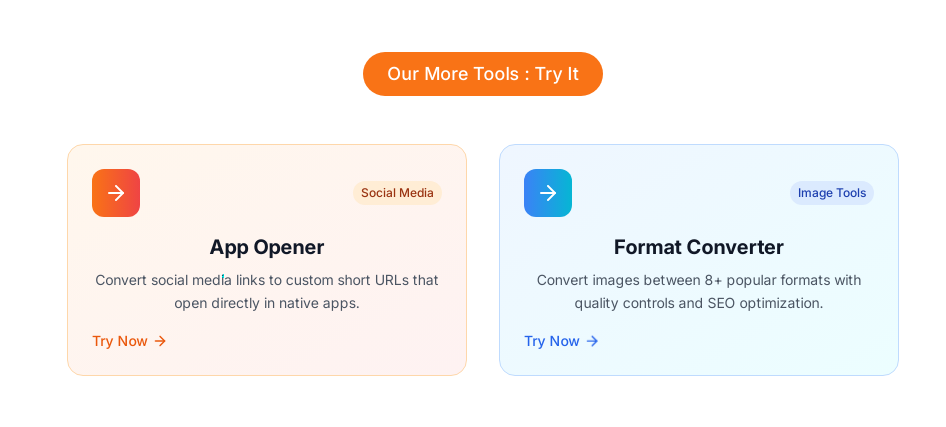 Our More Tools : Try It
Social Media
App Opener
Convert social media links to custom short URLs that
open directly in native apps.
Try Now
Image Tools
Format Converter
Convert images between 8+ popular formats with
quality controls and SEO optimization.
Try Now